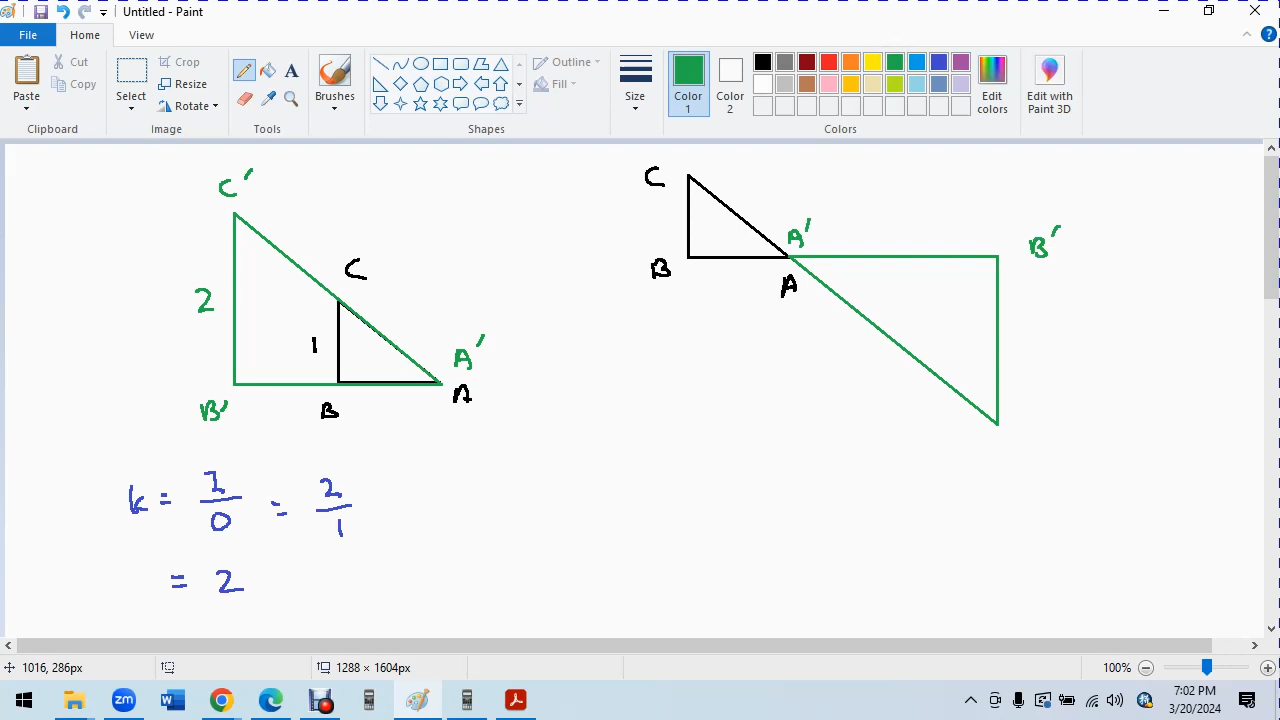 Untitled - Paint
File Home View
Paste
Cut
Copy
Clipboard
Select
Crop
Resize
Rotate
Image
A
Tools
Brushes
Shapes
Outline
Fill
Size
Color 1
Color 2
Colors
Edit colors
Edit with Paint 3D
C'
2
C
1
A'
A
B'
B
C
B
A'
A
B'
k = I/0 = 2/1
= 2
1016, 286px
1288 × 1604px
100%
zm
W
7:02 PM
3/20/2024